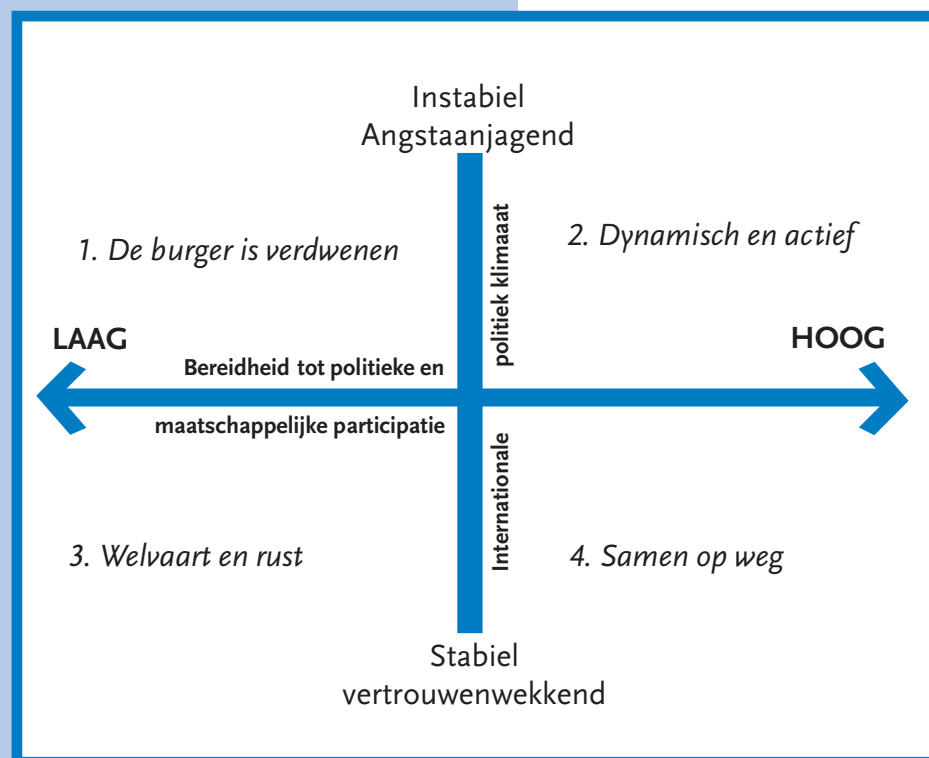 Instabiel
Angstaanjagend
1. De burger is verdwenen
2. Dynamisch en actief
politiek klimaaat
LAAG
HOOG
Bereidheid tot politieke en
maatschappelijke participatie
Internationale
3. Welvaart en rust
4. Samen op weg
Stabiel
vertrouwenwekkend